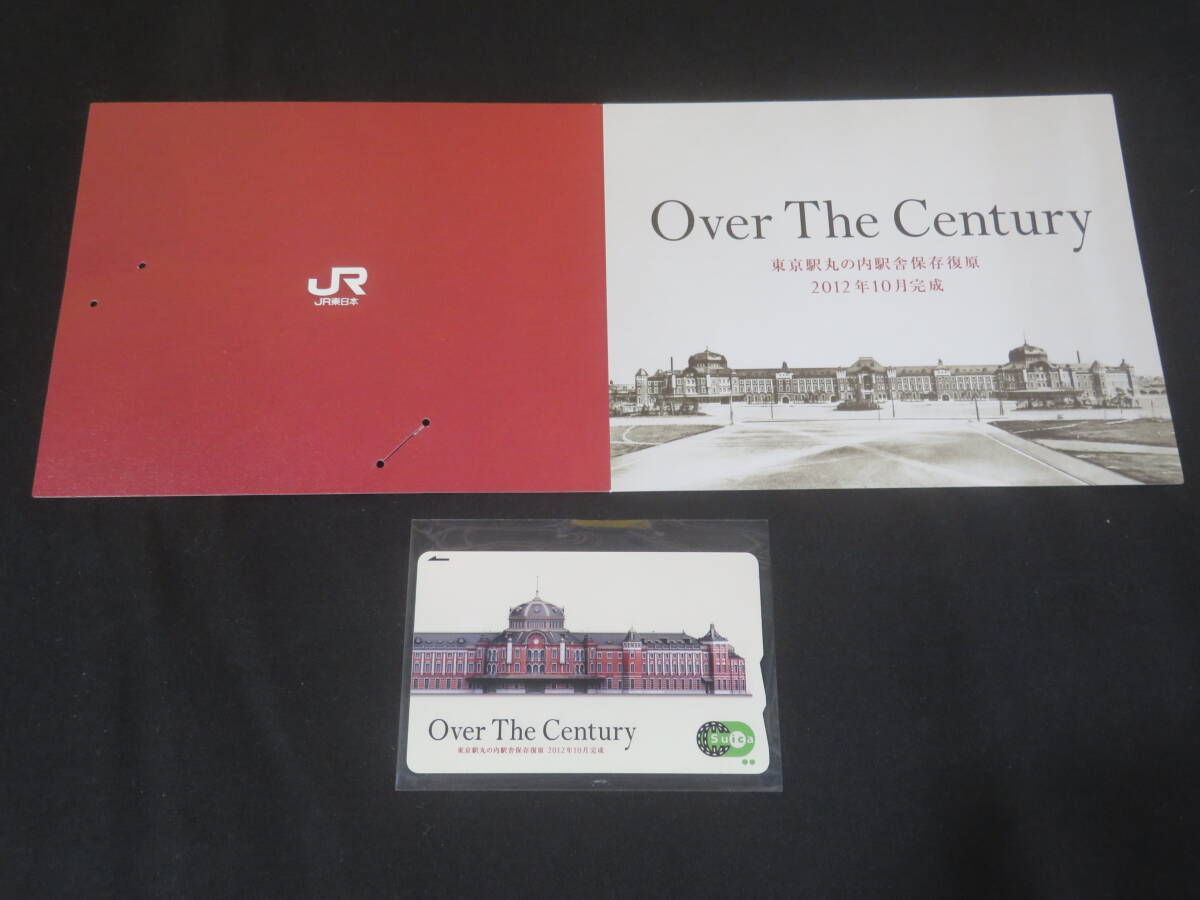 JR
JR東日本
Over The Century
東京駅丸の内駅舎保存復原
2012年10月完成
Over The Century
東京駅丸の内駅舎保存復原 2012年10月完成
Suica